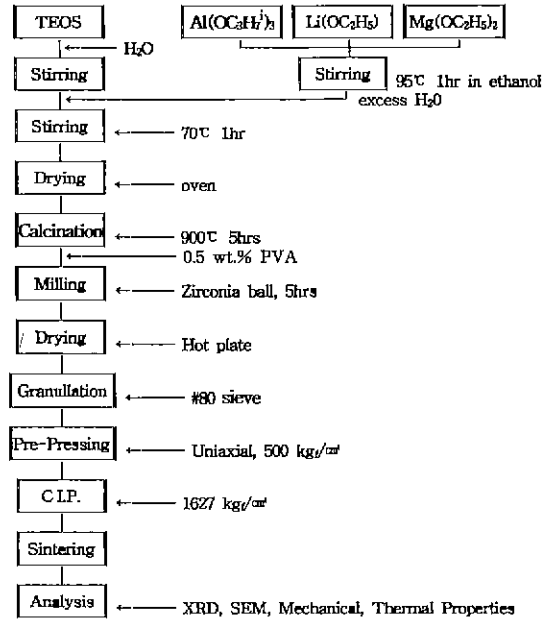 TEOS Al(OC₃H₇ⁱ)₃ Li(OC₂H₅) Mg(OC₂H₅)₂
H₂O
Stirring Stirring 95℃ 1hr in ethanol
excess H₂O
Stirring
70℃ 1hr
Drying
oven
Calcination
900℃ 5hrs
0.5 wt.% PVA
Milling
Zirconia ball, 5hrs
Drying
Hot plate
Granullation
#80 sieve
Pre-Pressing
Uniaxial, 500 kgf/㎠
C I.P.
1627 kgf/㎠
Sintering
Analysis
XRD, SEM, Mechanical, Thermal Properties